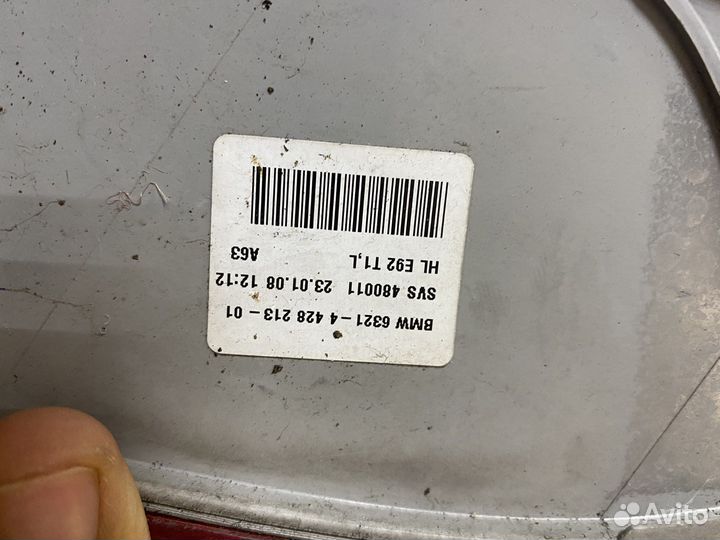 BMW 6321-4 428 213-01
SVS 480011 23.01.08 12:12
HL E92 T1,L A63
Avito